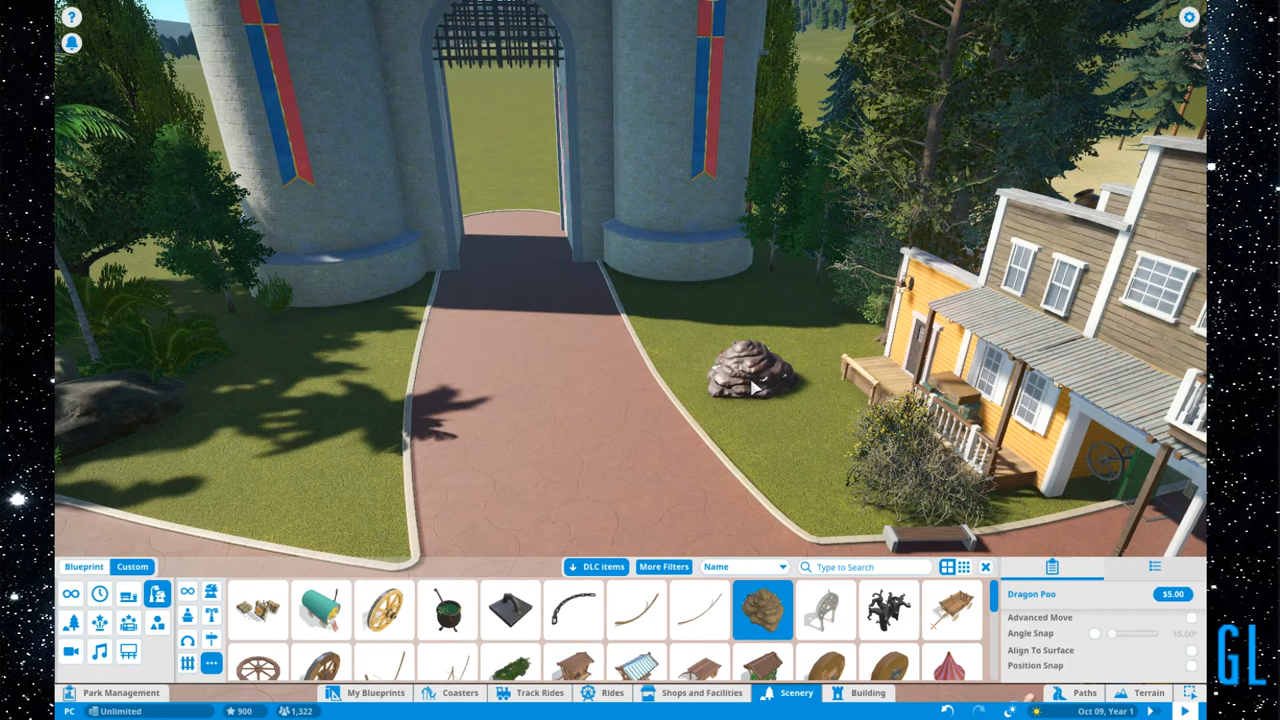 ?
Blueprint Custom DLC items More Filters Name Type to Search
Dragon Poo $5.00
Advanced Move
Angle Snap 15.00°
Align To Surface
Position Snap
Park Management My Blueprints Coasters Track Rides Rides Shops and Facilities Scenery Building Paths Terrain
PC Unlimited 900 1,322 Oct 09, Year 1
GL